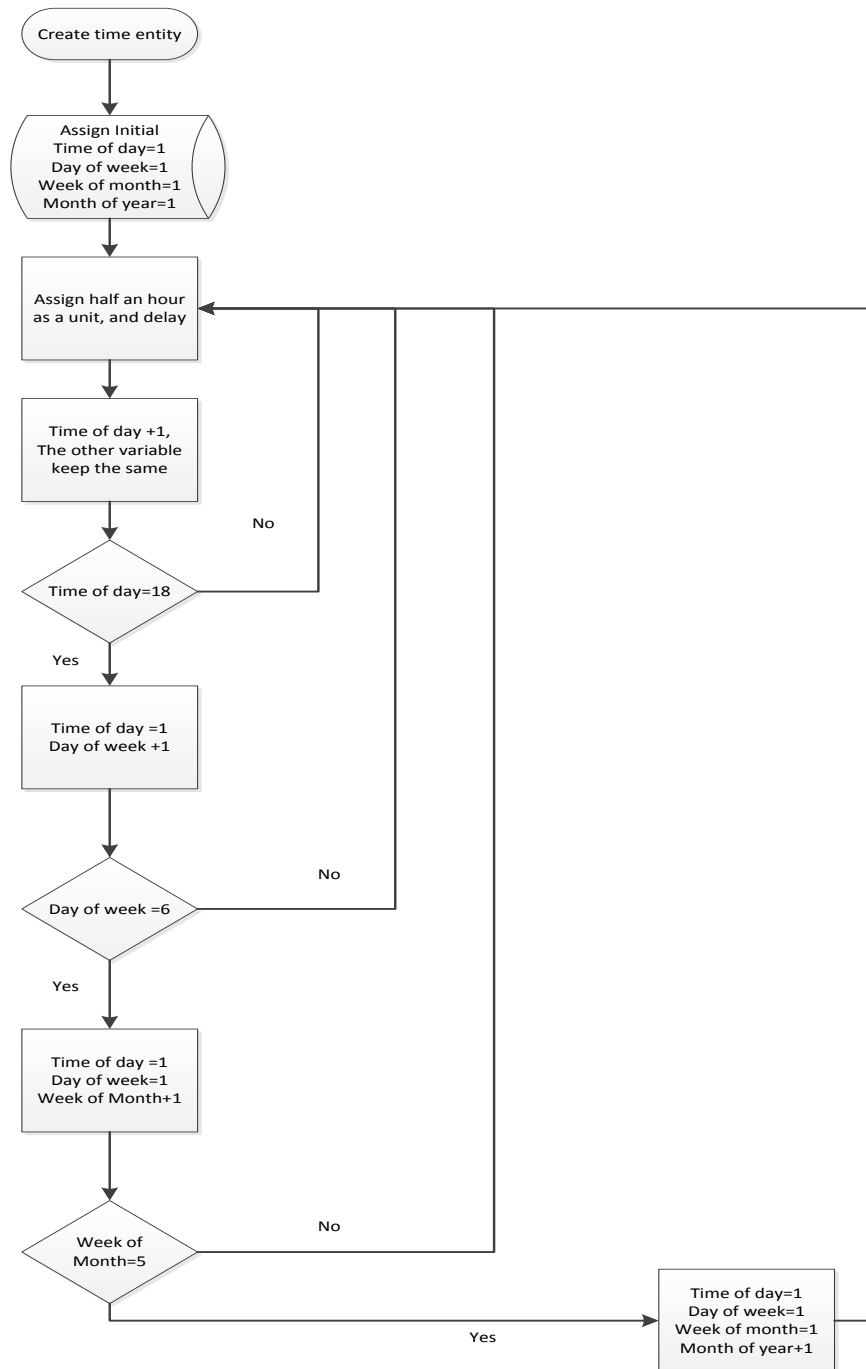 Create time entity
Assign Initial
Time of day=1
Day of week=1
Week of month=1
Month of year=1
Assign half an hour
as a unit, and delay
Time of day +1,
The other variable
keep the same
No
Time of day=18
Yes
Time of day =1
Day of week +1
No
Day of week =6
Yes
Time of day =1
Day of week=1
Week of Month+1
No
Week of
Month=5
Yes
Time of day=1
Day of week=1
Week of month=1
Month of year+1